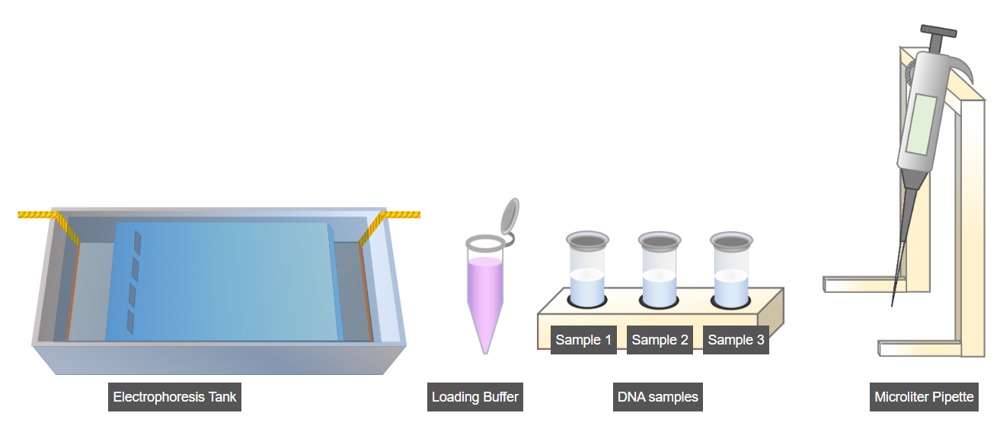 Sample 1
Sample 2
Sample 3
Electrophoresis Tank
Loading Buffer
DNA samples
Microliter Pipette